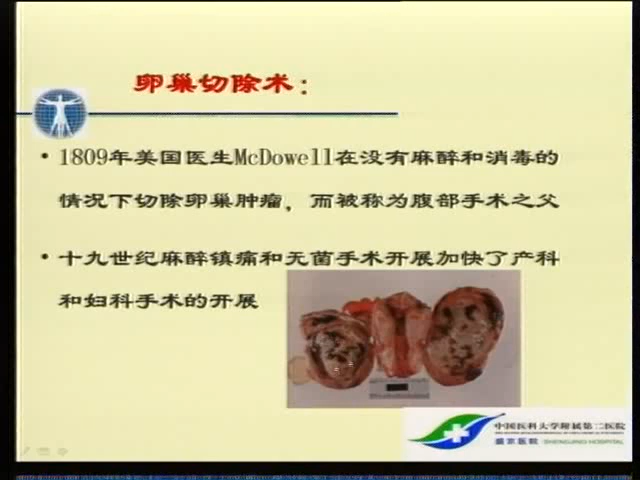 卵巢切除术：
• 1809年美国医生McDowell在没有麻醉和消毒的
情况下切除卵巢肿瘤，而被称为腹部手术之父
• 十九世纪麻醉镇痛和无菌手术开展加快了产科
和妇科手术的开展
中国医科大学附属第二医院
盛京医院 SHENGJING HOSPITAL